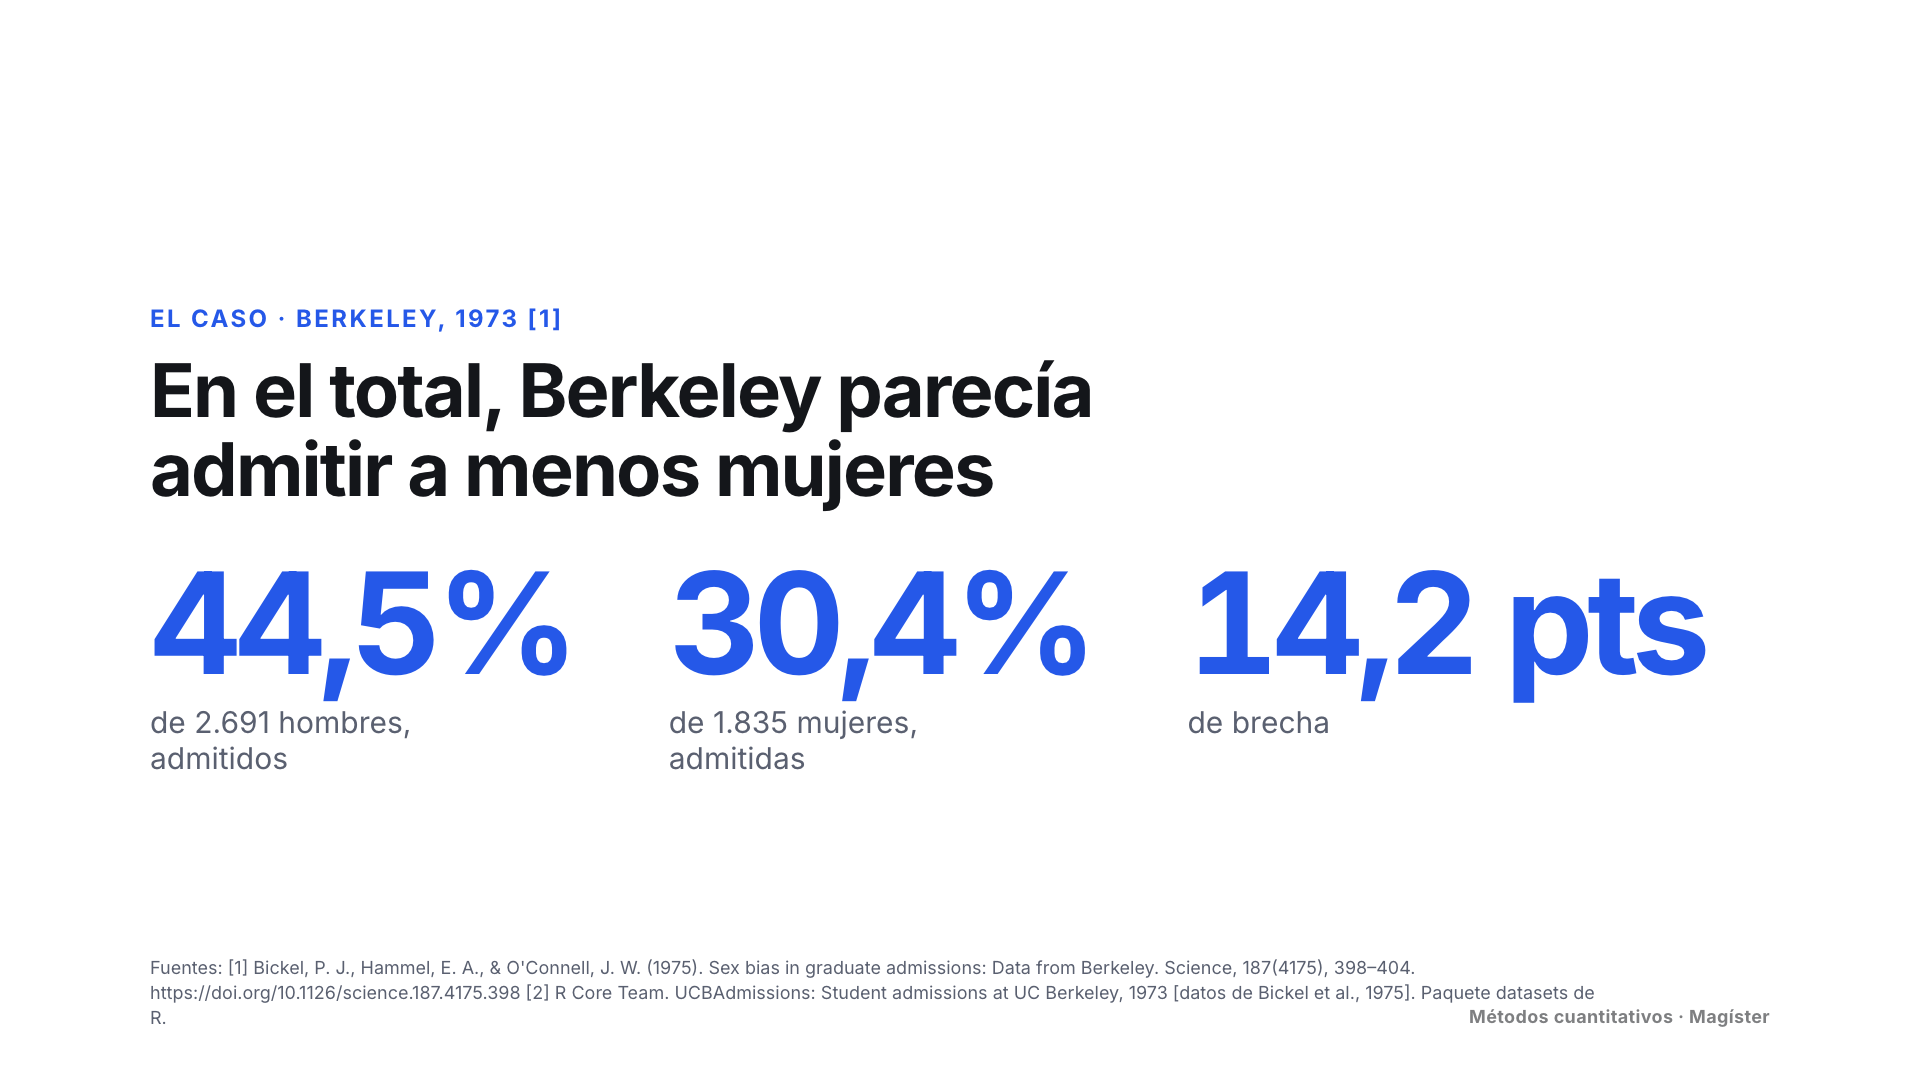 EL CASO · BERKELEY, 1973 [1]
En el total, Berkeley parecía
admitir a menos mujeres
44,5% 30,4% 14,2 pts
de 2.691 hombres, de 1.835 mujeres, de brecha
admitidos admitidas
Fuentes: [1] Bickel, P. J., Hammel, E. A., & O'Connell, J. W. (1975). Sex bias in graduate admissions: Data from Berkeley. Science, 187(4175), 398–404.
https://doi.org/10.1126/science.187.4175.398 [2] R Core Team. UCBAdmissions: Student admissions at UC Berkeley, 1973 [datos de Bickel et al., 1975]. Paquete datasets de
R.
Métodos cuantitativos · Magíster